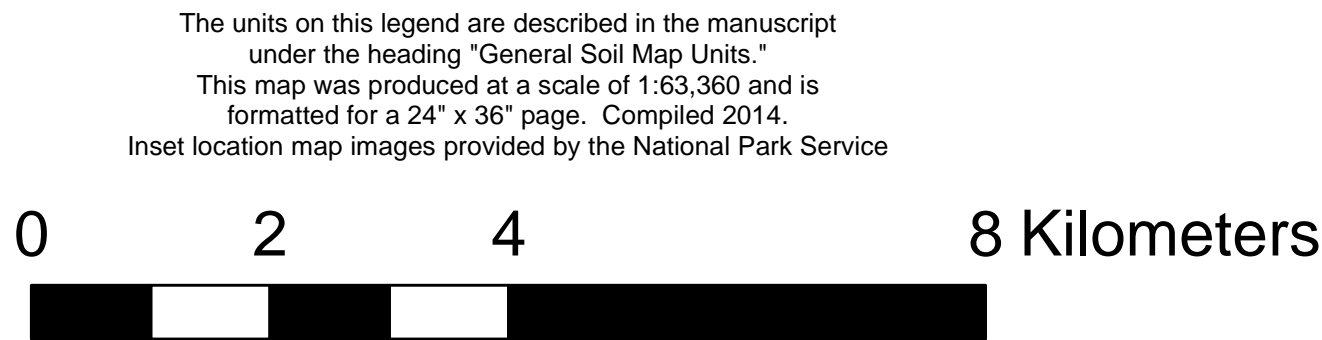 The units on this legend are described in the manuscript
under the heading "General Soil Map Units."
This map was produced at a scale of 1:63,360 and is
formatted for a 24" x 36" page.  Compiled 2014.
Inset location map images provided by the National Park Service
0 2 4 8 Kilometers